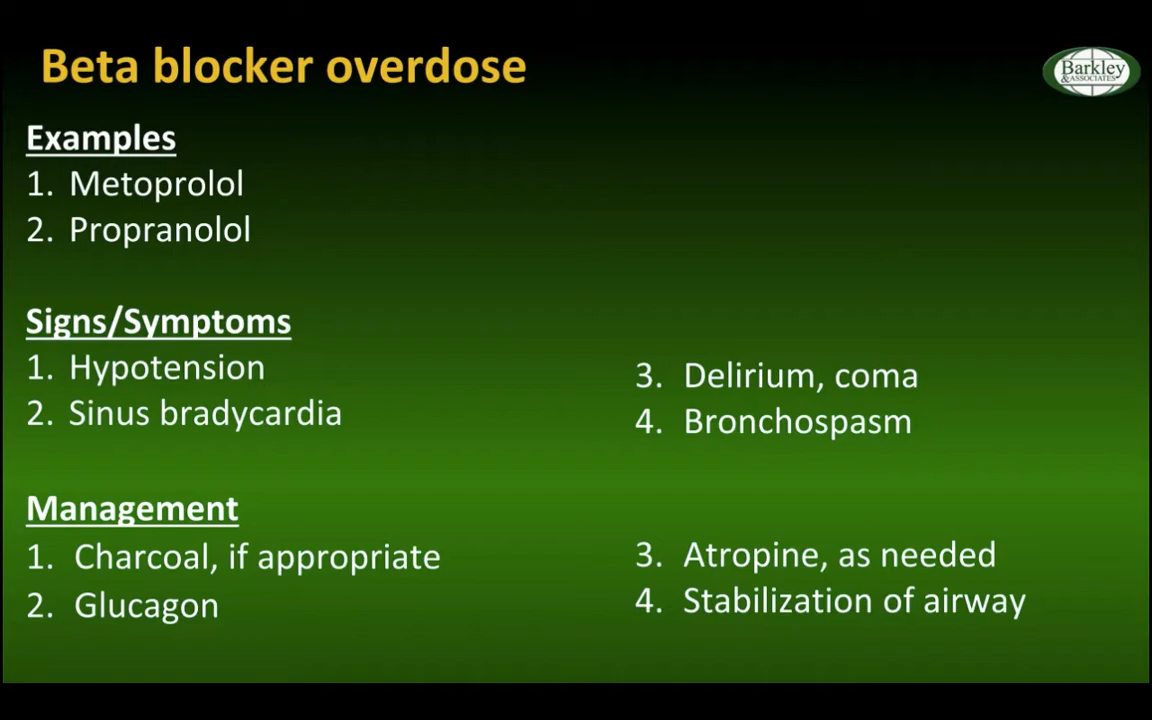 Beta blocker overdose
Barkley
& ASSOCIATES
Examples
1. Metoprolol
2. Propranolol
Signs/Symptoms
1. Hypotension
2. Sinus bradycardia
3. Delirium, coma
4. Bronchospasm
Management
1. Charcoal, if appropriate
2. Glucagon
3. Atropine, as needed
4. Stabilization of airway